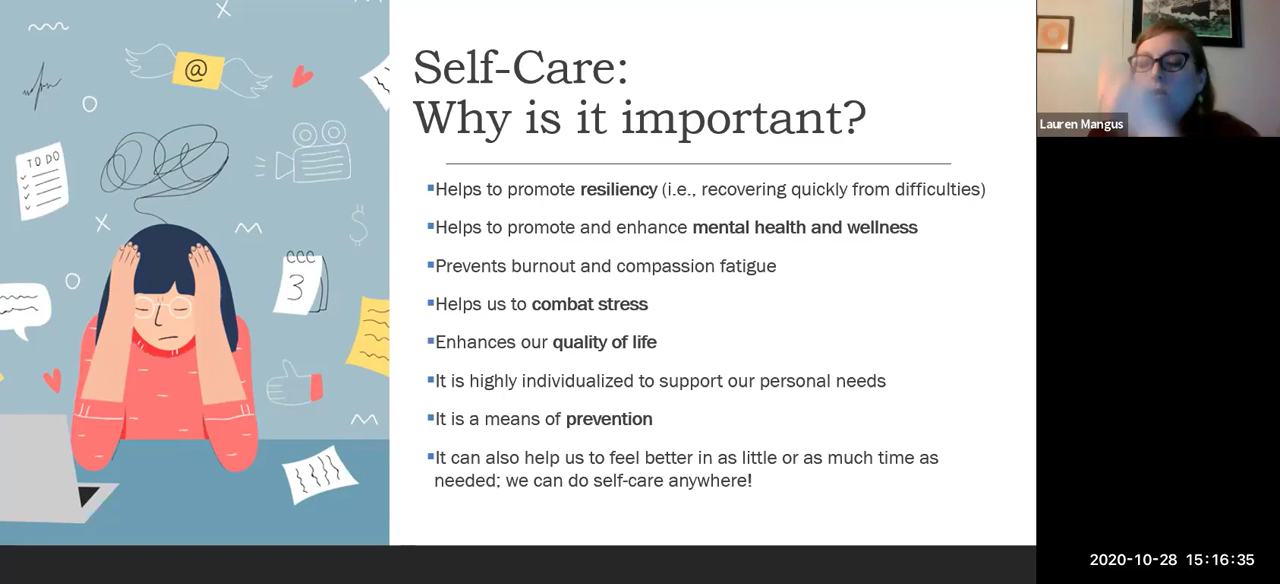 Self-Care:
Why is it important?
▪Helps to promote resiliency (i.e., recovering quickly from difficulties)
▪Helps to promote and enhance mental health and wellness
▪Prevents burnout and compassion fatigue
▪Helps us to combat stress
▪Enhances our quality of life
▪It is highly individualized to support our personal needs
▪It is a means of prevention
▪It can also help us to feel better in as little or as much time as
needed; we can do self-care anywhere!
@
TO DO
$
3
Lauren Mangus
2020-10-28 15:16:35